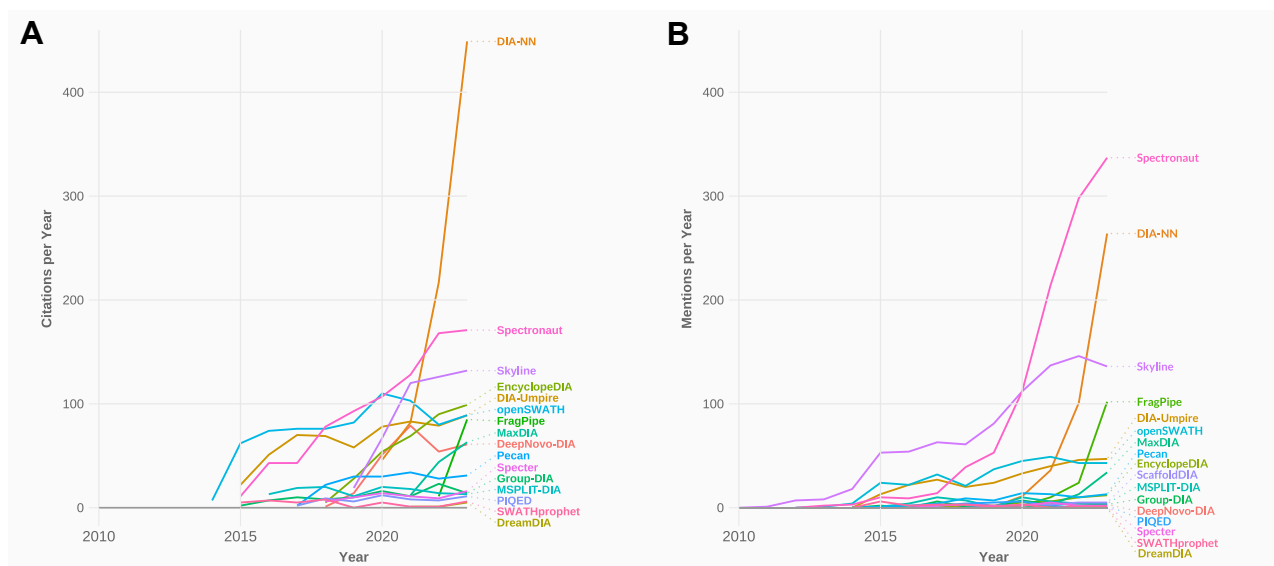 A
Citations per Year
400
300
200
100
0
2010
2015
2020
Year
DIA-NN
Spectronaut
Skyline
EncyclopeDIA
DIA-Umpire
openSWATH
FragPipe
MaxDIA
DeepNovo-DIA
Pecan
Specter
Group-DIA
MSPLIT-DIA
PIQED
SWATHprophet
DreamDIA
B
Mentions per Year
400
300
200
100
0
2010
2015
2020
Year
Spectronaut
DIA-NN
Skyline
FragPipe
DIA-Umpire
openSWATH
MaxDIA
Pecan
EncyclopeDIA
ScaffoldDIA
MSPLIT-DIA
Group-DIA
DeepNovo-DIA
PIQED
Specter
SWATHprophet
DreamDIA